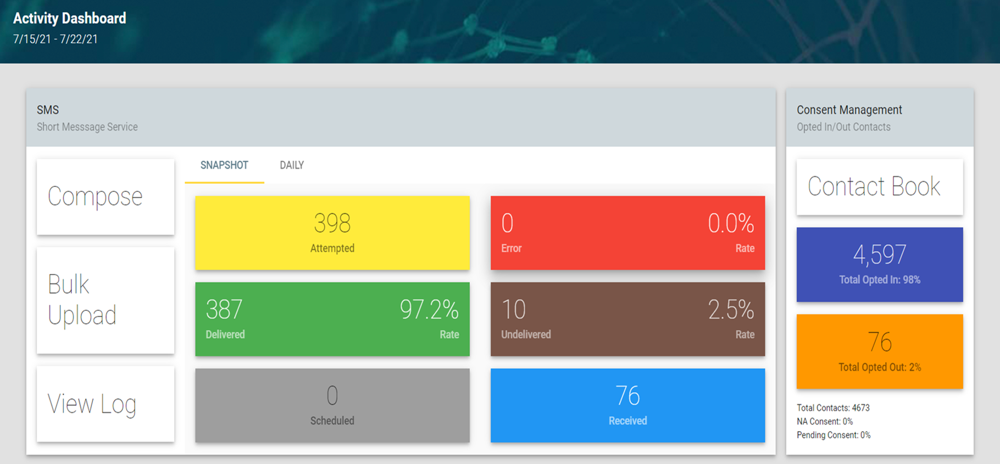 Activity Dashboard
7/15/21 - 7/22/21
SMS
Short Messsage Service
Compose
Bulk
Upload
View Log
SNAPSHOT DAILY
398
Attempted
0 0.0%
Error Rate
387 97.2%
Delivered Rate
10 2.5%
Undelivered Rate
0
Scheduled
76
Received
Consent Management
Opted In/Out Contacts
Contact Book
4,597
Total Opted In: 98%
76
Total Opted Out: 2%
Total Contacts: 4673
NA Consent: 0%
Pending Consent: 0%